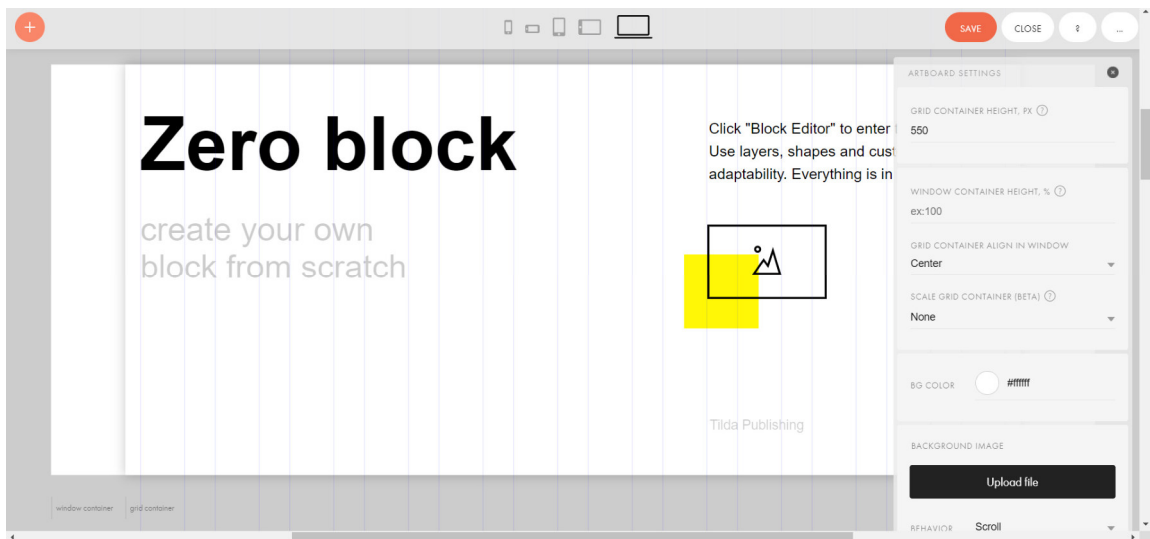 +
SAVE
CLOSE
?
...
Zero block
create your own
block from scratch
Click "Block Editor" to enter
Use layers, shapes and cust
adaptability. Everything is in
Tilda Publishing
window container
grid container
ARTBOARD SETTINGS
GRID CONTAINER HEIGHT, PX ?
550
WINDOW CONTAINER HEIGHT, % ?
ex:100
GRID CONTAINER ALIGN IN WINDOW
Center
SCALE GRID CONTAINER (BETA) ?
None
BG COLOR #ffffff
BACKGROUND IMAGE
Upload file
BEHAVIOR Scroll